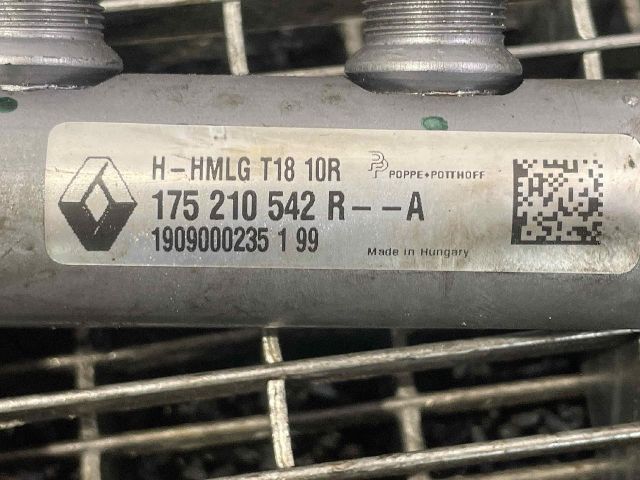 H-HMLG T18 10R
POPPE+POTTHOFF
175 210 542 R--A
1909000235 1 99
Made in Hungary